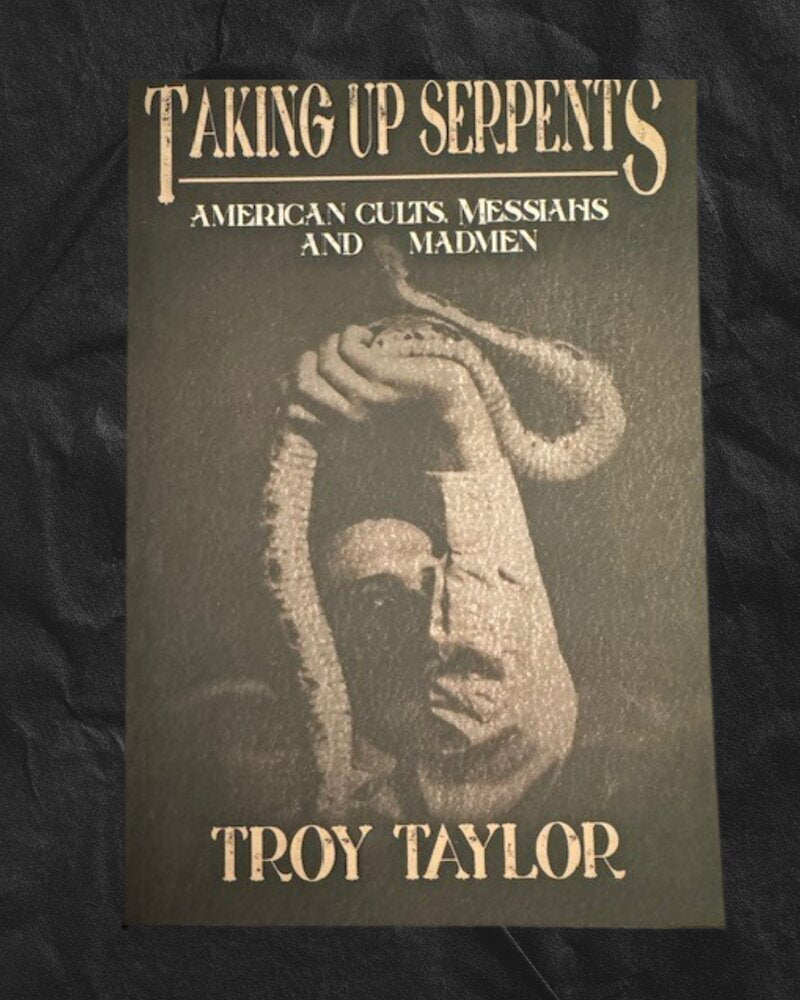 TAKING UP SERPENTS
AMERICAN CULTS, MESSIAHS
AND MADMEN
TROY TAYLOR